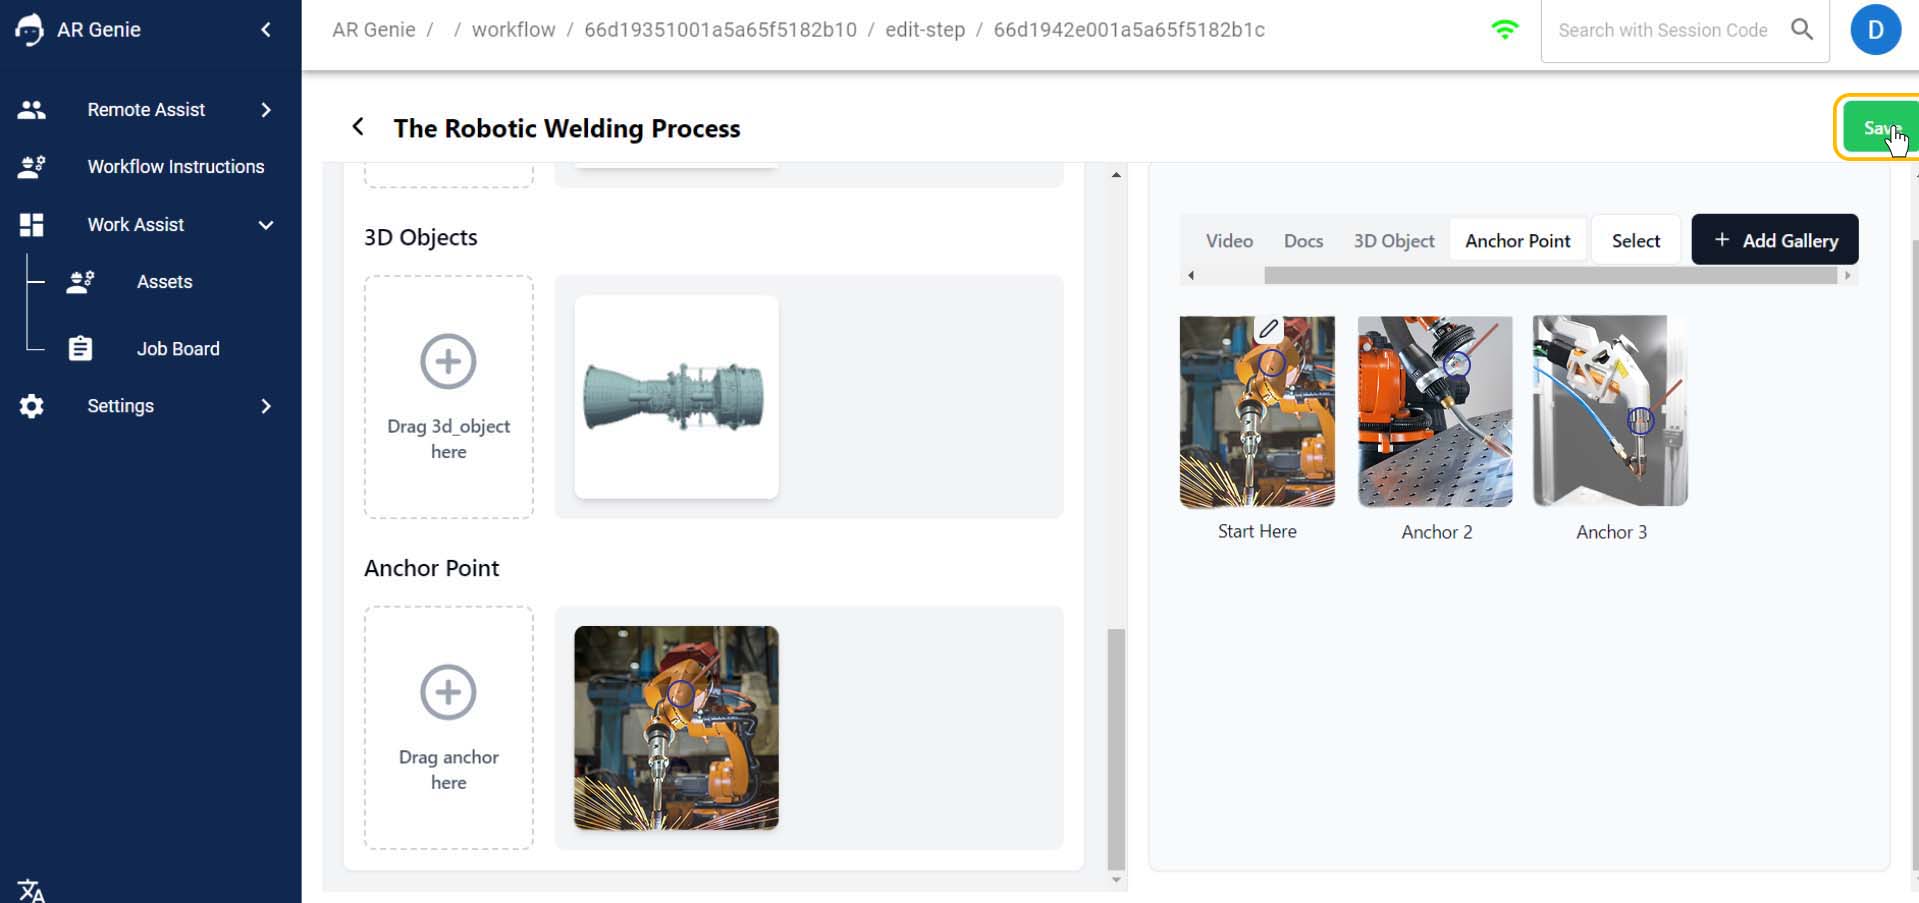 AR Genie
AR Genie / / workflow / 66d19351001a5a65f5182b10 / edit-step / 66d1942e001a5a65f5182b1c
Search with Session Code
D
Remote Assist
Workflow Instructions
Work Assist
Assets
Job Board
Settings
The Robotic Welding Process
Save
3D Objects
Drag 3d_object
here
Anchor Point
Drag anchor
here
Video
Docs
3D Object
Anchor Point
Select
+ Add Gallery
Start Here
Anchor 2
Anchor 3